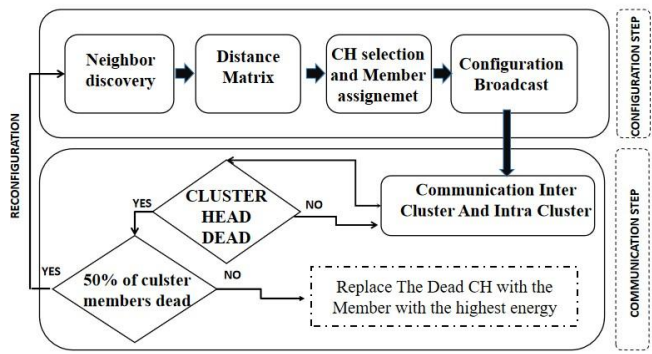 Neighbor
discovery
Distance
Matrix
CH selection
and Member
assignemet
Configuration
Broadcast
CONFIGURATION STEP
RECONFIGURATION
CLUSTER
HEAD
DEAD
YES
NO
Communication Inter
Cluster And Intra Cluster
50% of culster
members dead
YES
NO
Replace The Dead CH with the
Member with the highest energy
COMMUNICATION STEP